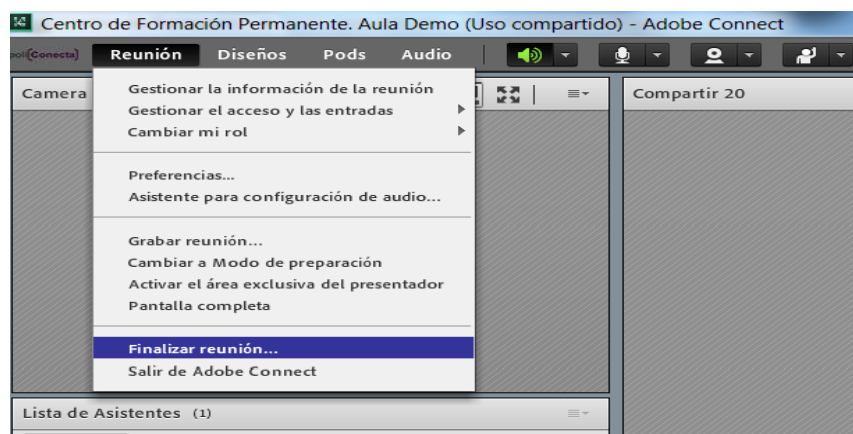 Centro de Formación Permanente. Aula Demo (Uso compartido) - Adobe Connect
poli[Conecta] Reunión Diseños Pods Audio
Camera
Compartir 20
Gestionar la información de la reunión
Gestionar el acceso y las entradas
Cambiar mi rol
Preferencias...
Asistente para configuración de audio...
Grabar reunión...
Cambiar a Modo de preparación
Activar el área exclusiva del presentador
Pantalla completa
Finalizar reunión...
Salir de Adobe Connect
Lista de Asistentes (1)